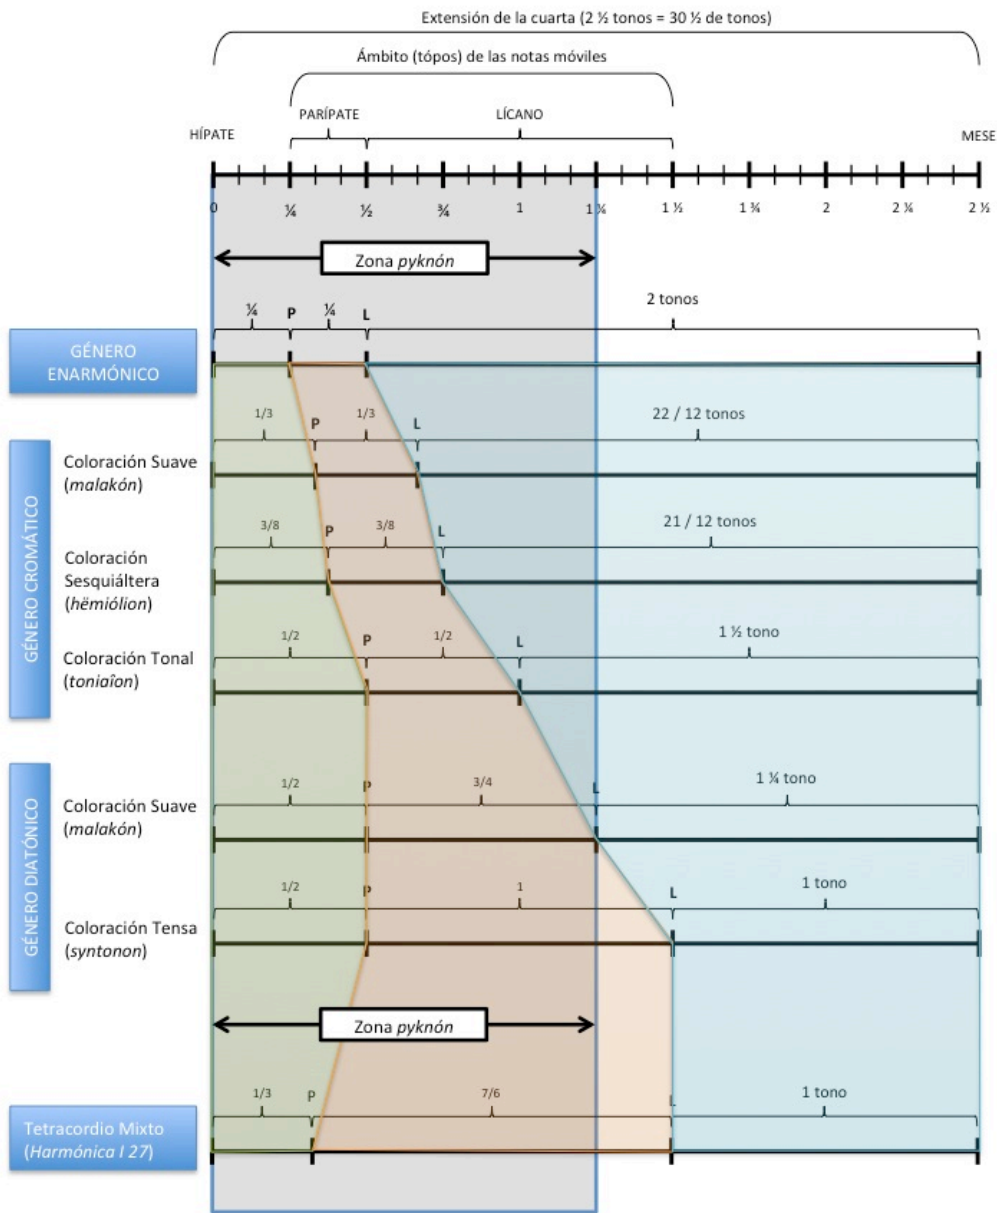 Extensión de la cuarta (2 ½ tonos = 30 ½ de tonos)
Ámbito (tópos) de las notas móviles
PARÍPATE LÍCANO
HÍPATE MESE
0 ¼ ½ ¾ 1 1 ¼ 1 ½ 1 ¾ 2 2 ¼ 2 ½
Zona pyknón
¼ P ¼ L 2 tonos
GÉNERO
ENARMÓNICO
1/3 P 1/3 L 22 / 12 tonos
GÉNERO CROMÁTICO
Coloración Suave
(malakón)
3/8 P 3/8 L 21 / 12 tonos
Coloración
Sesquiáltera
(hëmiólion)
1/2 P 1/2 L 1 ½ tono
Coloración Tonal
(toniaîon)
GÉNERO DIATÓNICO
1/2 P 3/4 L 1 ¼ tono
Coloración Suave
(malakón)
1/2 P 1 L 1 tono
Coloración Tensa
(syntonon)
Zona pyknón
1/3 P 7/6 L 1 tono
Tetracordio Mixto
(Harmónica I 27)